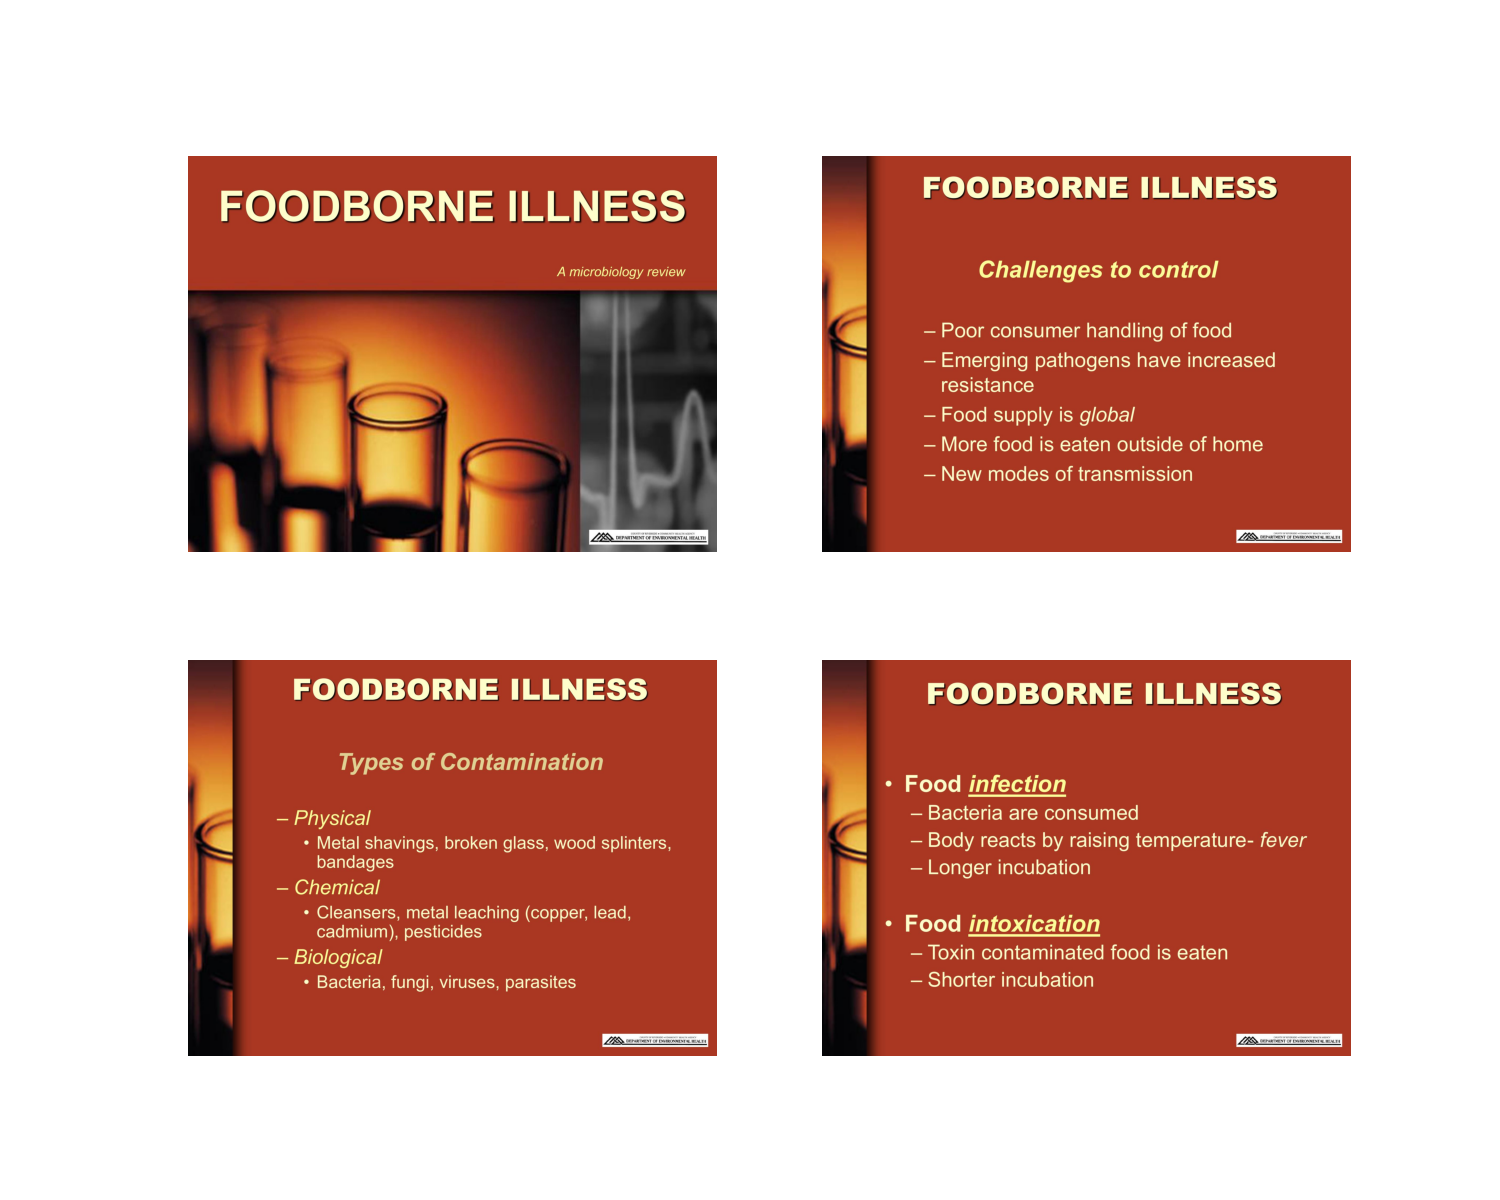 FOODBORNE ILLNESS
A microbiology review
DEPARTMENT OF ENVIRONMENTAL HEALTH
FOODBORNE ILLNESS
Challenges to control
– Poor consumer handling of food
– Emerging pathogens have increased
resistance
– Food supply is global
– More food is eaten outside of home
– New modes of transmission
DEPARTMENT OF ENVIRONMENTAL HEALTH
FOODBORNE ILLNESS
Types of Contamination
– Physical
• Metal shavings, broken glass, wood splinters,
bandages
– Chemical
• Cleansers, metal leaching (copper, lead,
cadmium), pesticides
– Biological
• Bacteria, fungi, viruses, parasites
DEPARTMENT OF ENVIRONMENTAL HEALTH
FOODBORNE ILLNESS
• Food infection
– Bacteria are consumed
– Body reacts by raising temperature- fever
– Longer incubation
• Food intoxication
– Toxin contaminated food is eaten
– Shorter incubation
DEPARTMENT OF ENVIRONMENTAL HEALTH